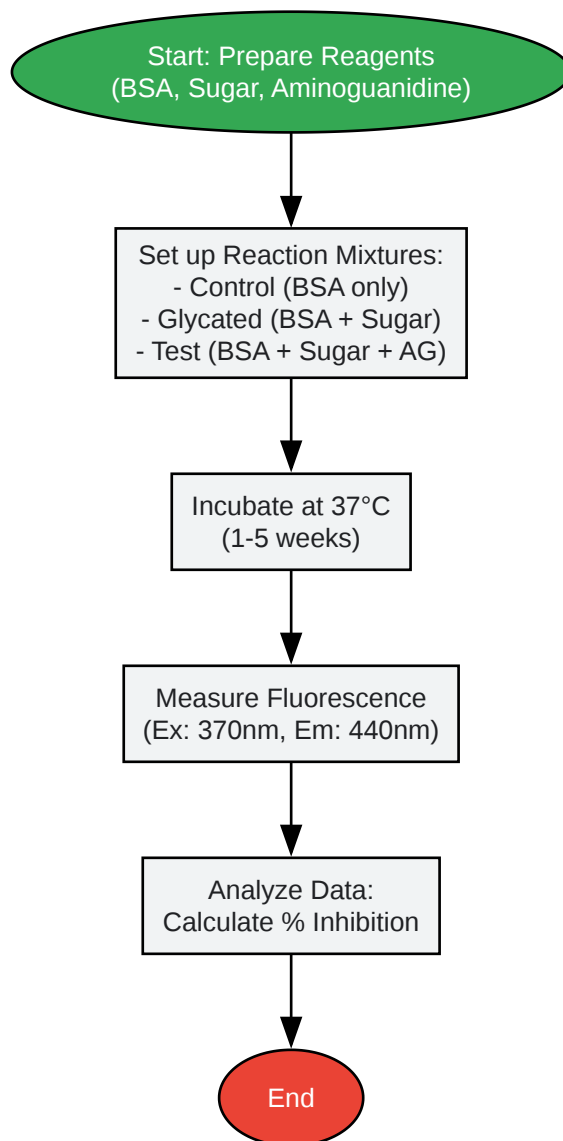 Start: Prepare Reagents
(BSA, Sugar, Aminoguanidine)
Set up Reaction Mixtures:
- Control (BSA only)
- Glycated (BSA + Sugar)
- Test (BSA + Sugar + AG)
Incubate at 37°C
(1-5 weeks)
Measure Fluorescence
(Ex: 370nm, Em: 440nm)
Analyze Data:
Calculate % Inhibition
End